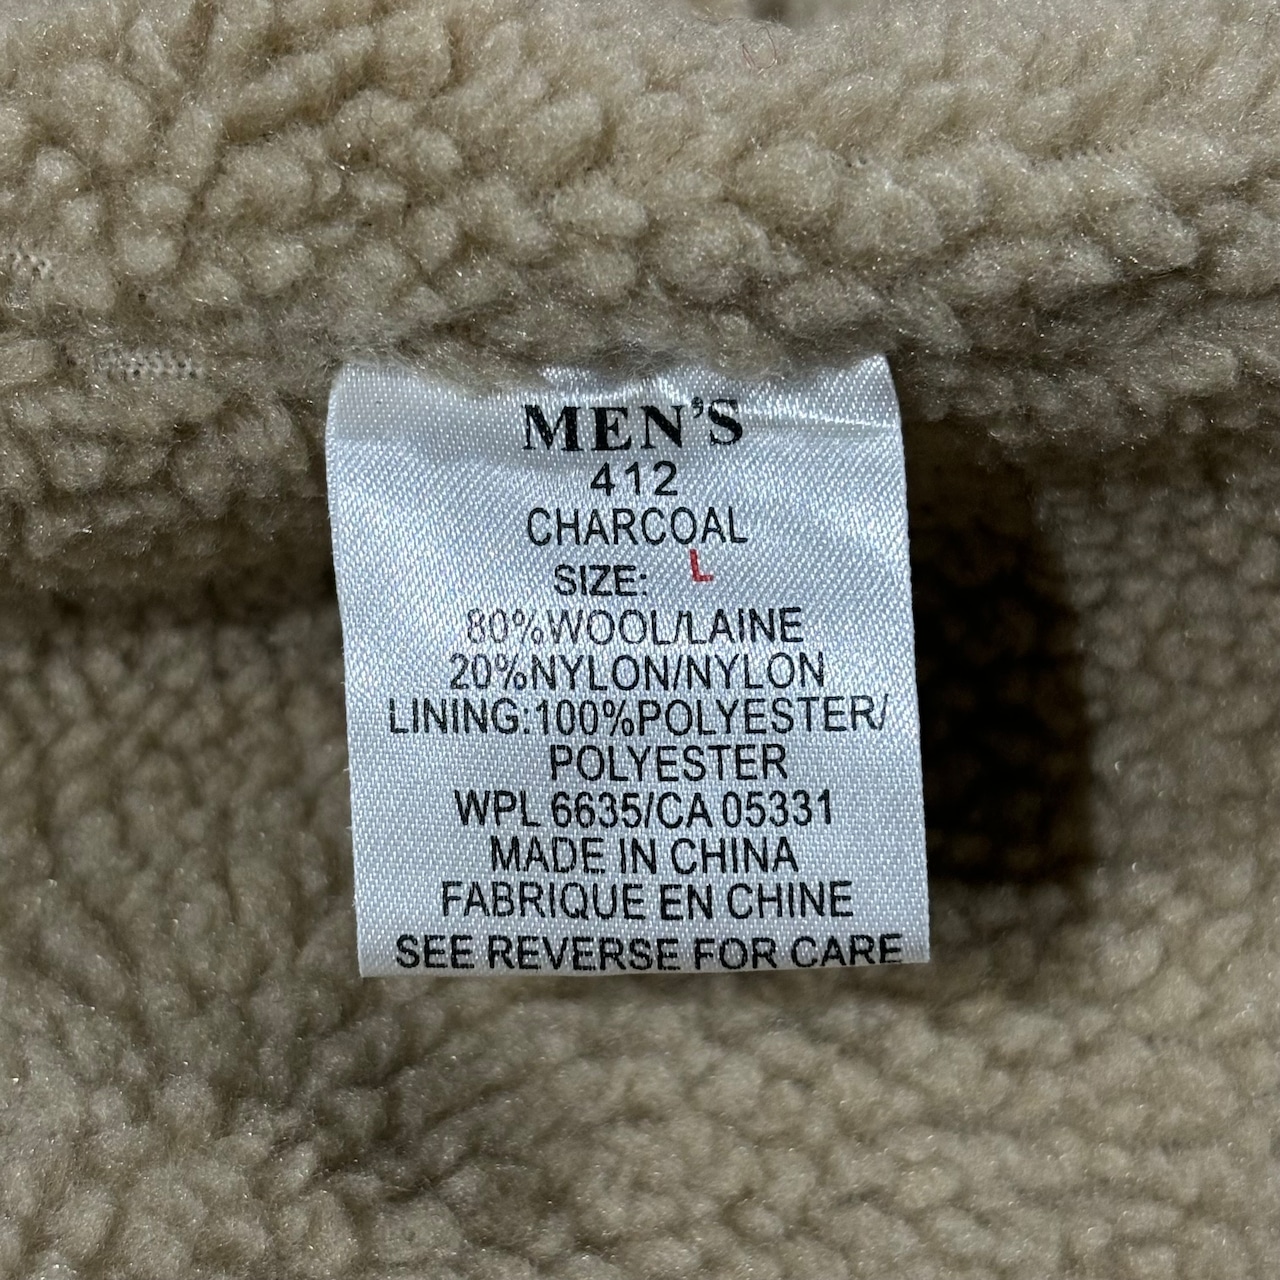 MEN'S
412
CHARCOAL
SIZE: L
80%WOOL/LAINE
20%NYLON/NYLON
LINING:100%POLYESTER/
POLYESTER
WPL 6635/CA 05331
MADE IN CHINA
FABRIQUE EN CHINE
SEE REVERSE FOR CARE